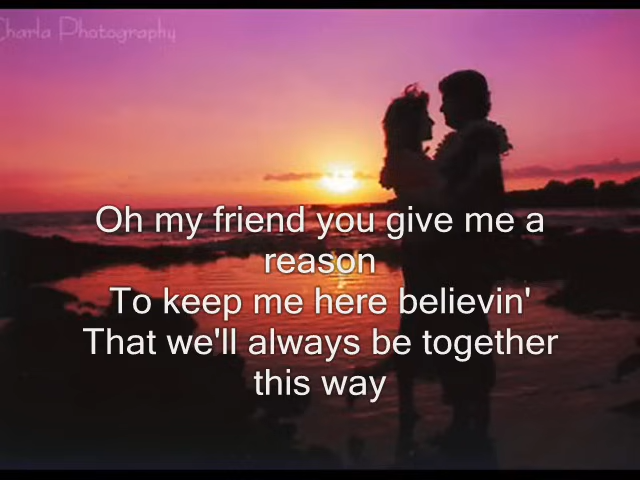 Charla Photography
Oh my friend you give me a
reason
To keep me here believin'
That we'll always be together
this way